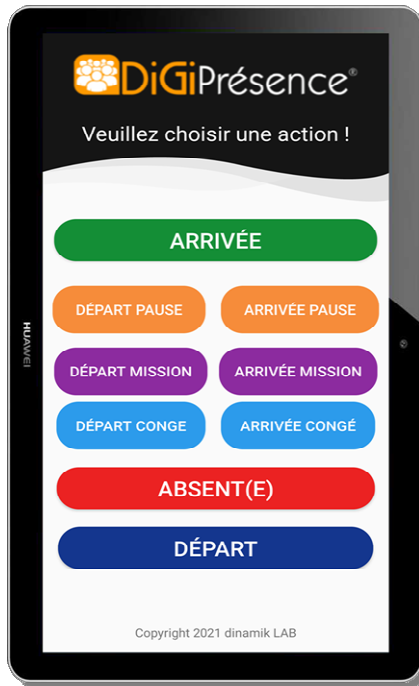 DiGiPrésence®
Veuillez choisir une action !
ARRIVÉE
DÉPART PAUSE ARRIVÉE PAUSE
DÉPART MISSION ARRIVÉE MISSION
DÉPART CONGE ARRIVÉE CONGÉ
ABSENT(E)
DÉPART
Copyright 2021 dinamik LAB
HUAWEI